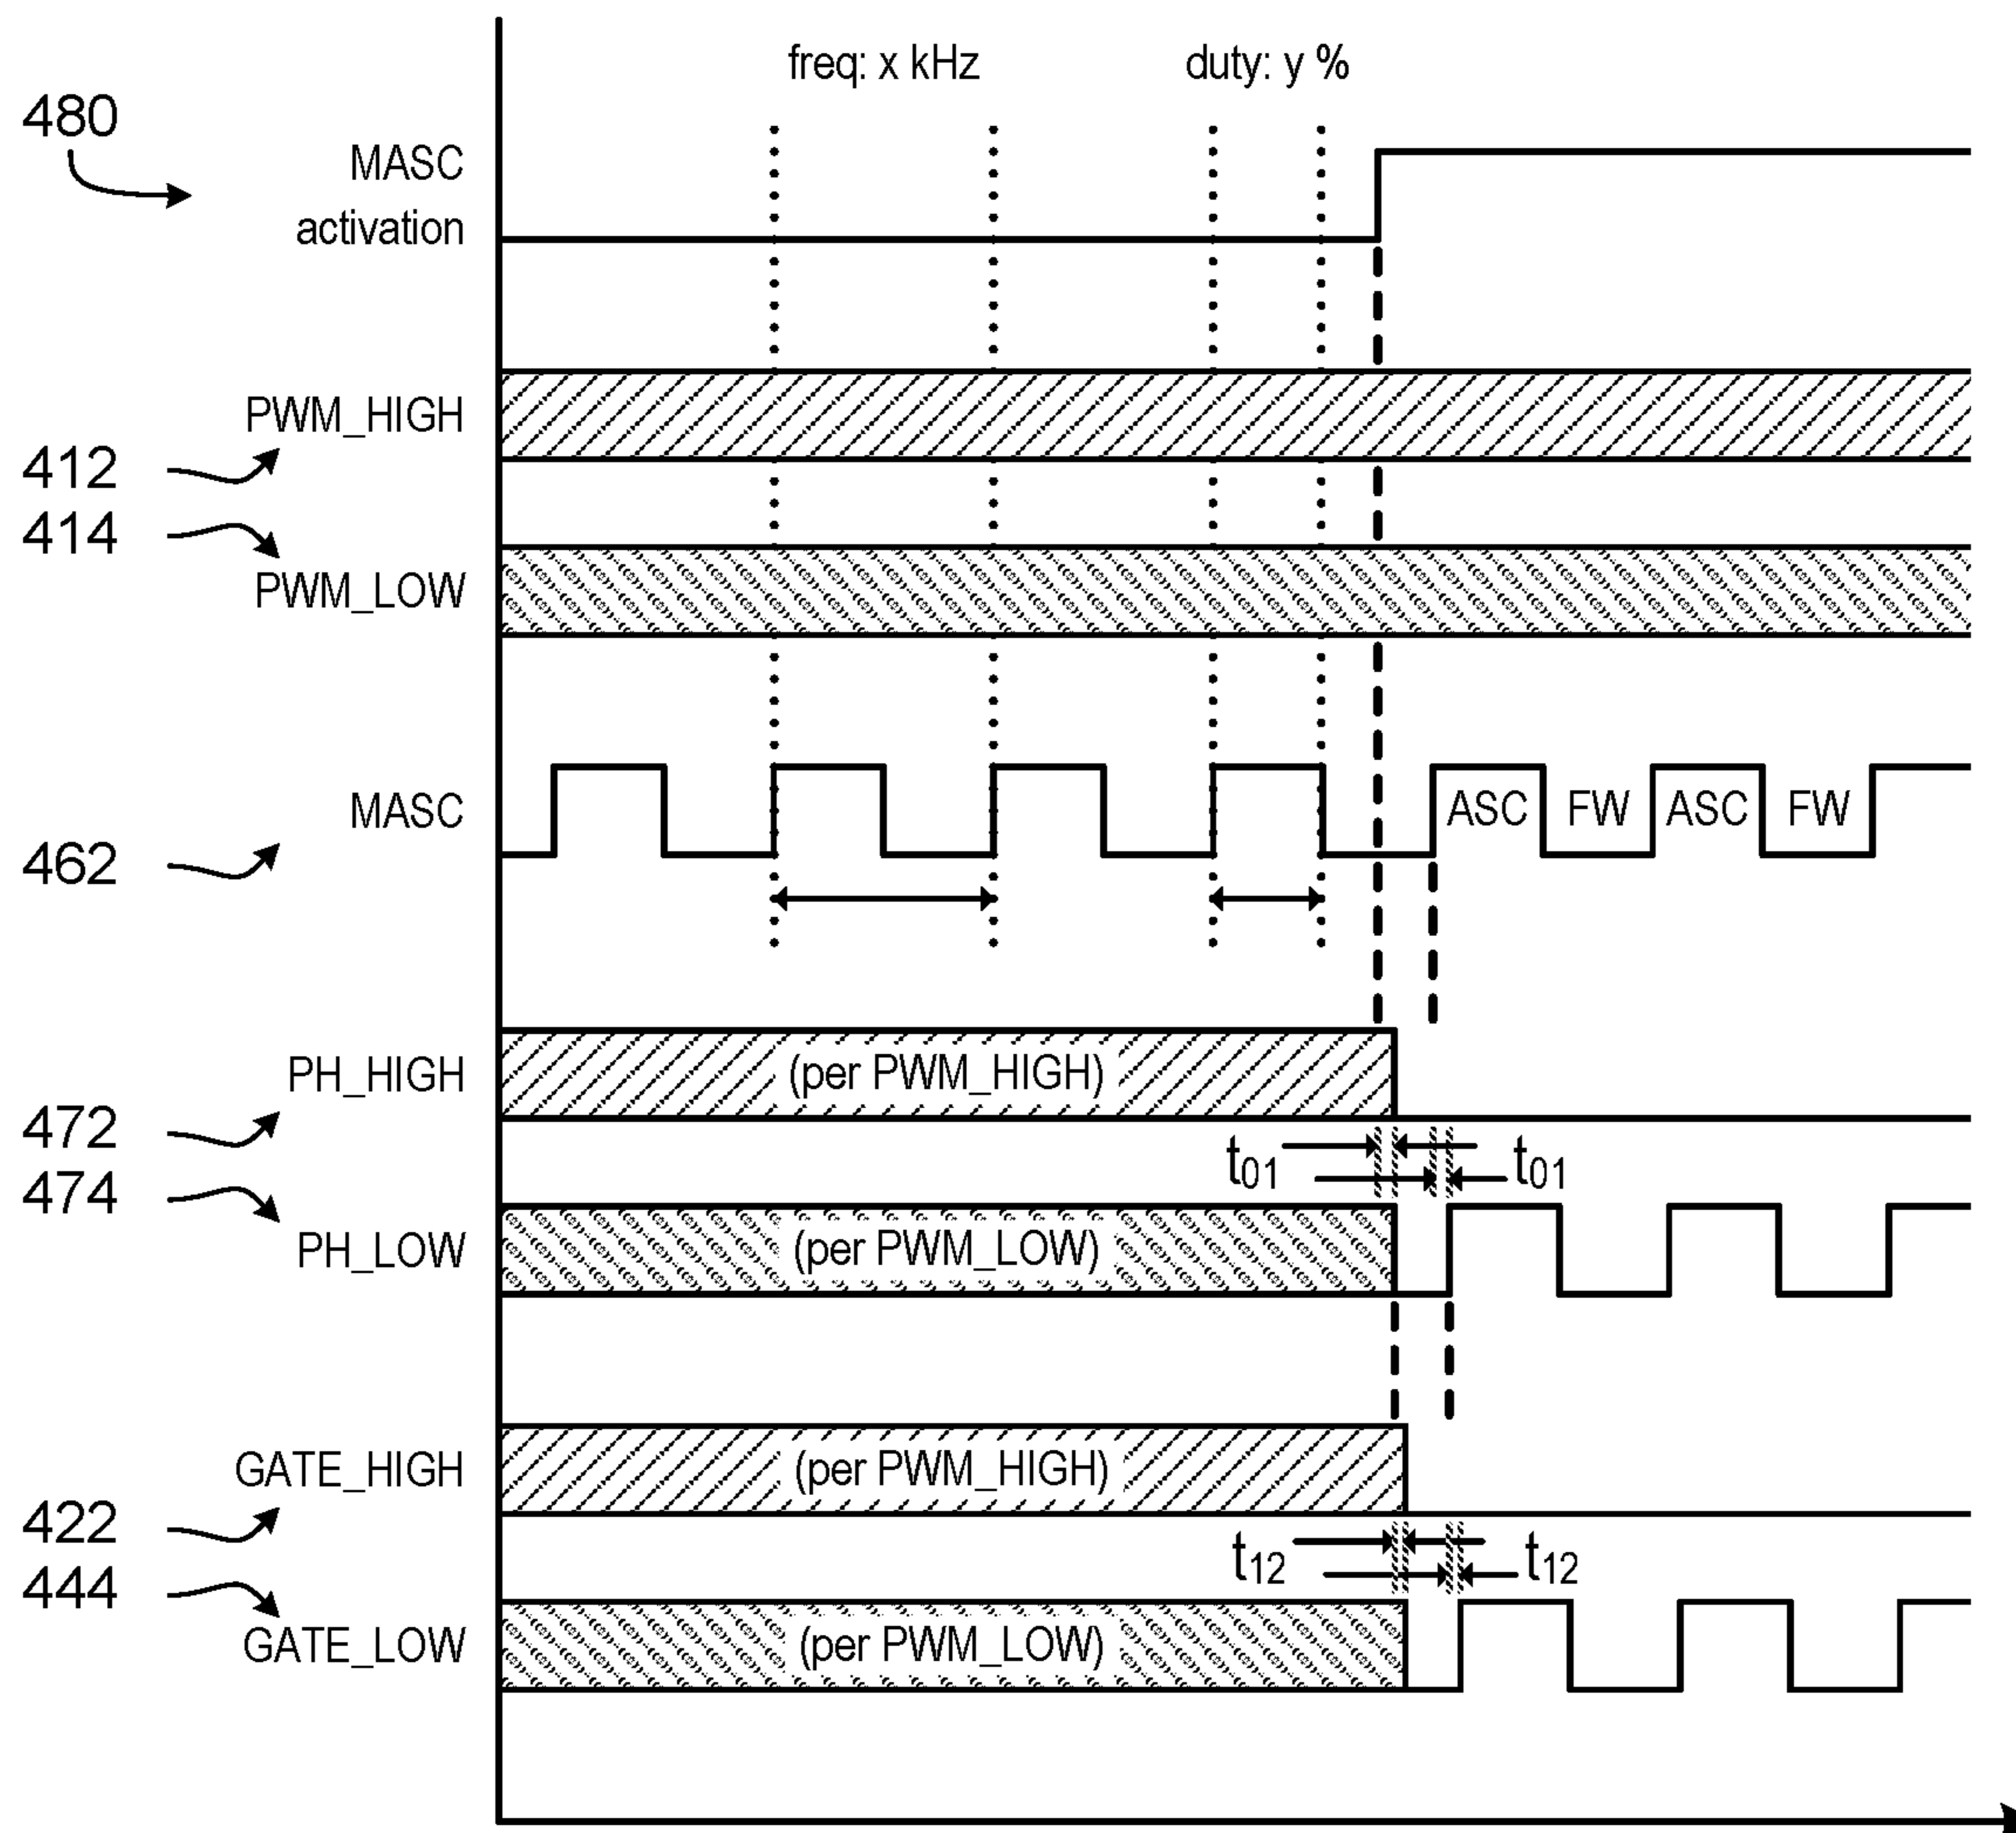 freq: x kHz
duty: y %
480
MASC
activation
PWM_HIGH
412
414
PWM_LOW
MASC
ASC
FW
ASC
FW
462
PH_HIGH
(per PWM_HIGH)
472
t01
t01
474
PH_LOW
(per PWM_LOW)
GATE_HIGH
(per PWM_HIGH)
422
t12
t12
444
GATE_LOW
(per PWM_LOW)